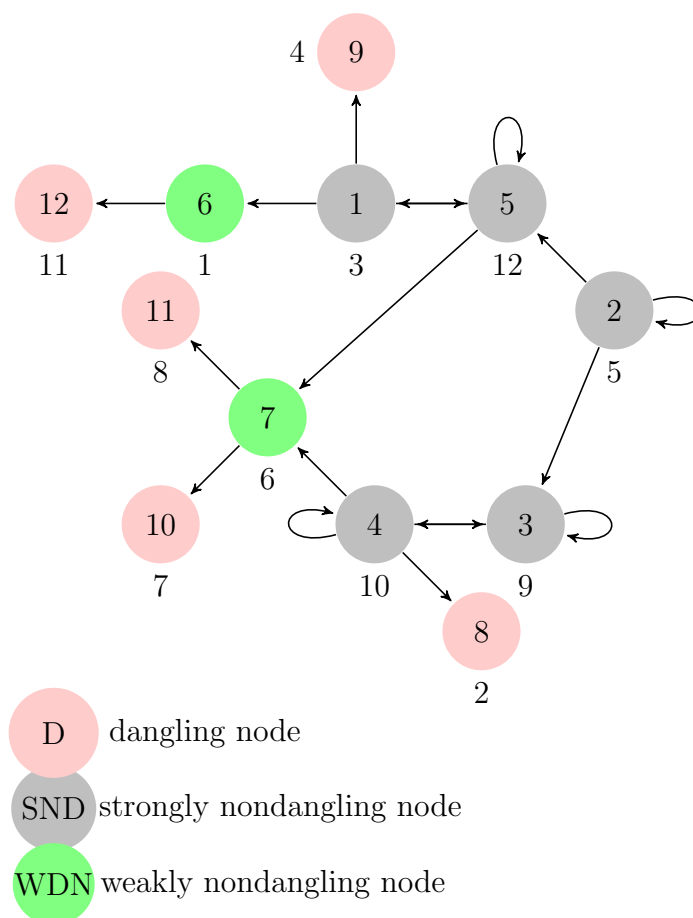 4 9
12 6 1 5
11 1 3 12
11 2
8 5
7
6
10 4 3
7 10 9
8
2
D dangling node
SND strongly nondangling node
WDN weakly nondangling node